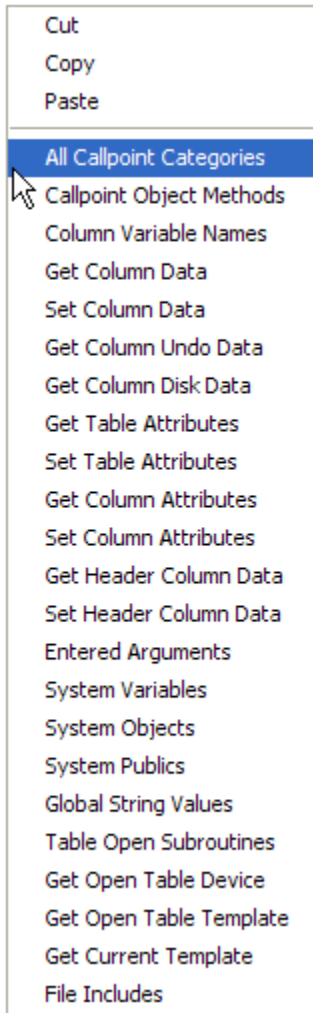 Cut
Copy
Paste
All Callpoint Categories
Callpoint Object Methods
Column Variable Names
Get Column Data
Set Column Data
Get Column Undo Data
Get Column Disk Data
Get Table Attributes
Set Table Attributes
Get Column Attributes
Set Column Attributes
Get Header Column Data
Set Header Column Data
Entered Arguments
System Variables
System Objects
System Publics
Global String Values
Table Open Subroutines
Get Open Table Device
Get Open Table Template
Get Current Template
File Includes